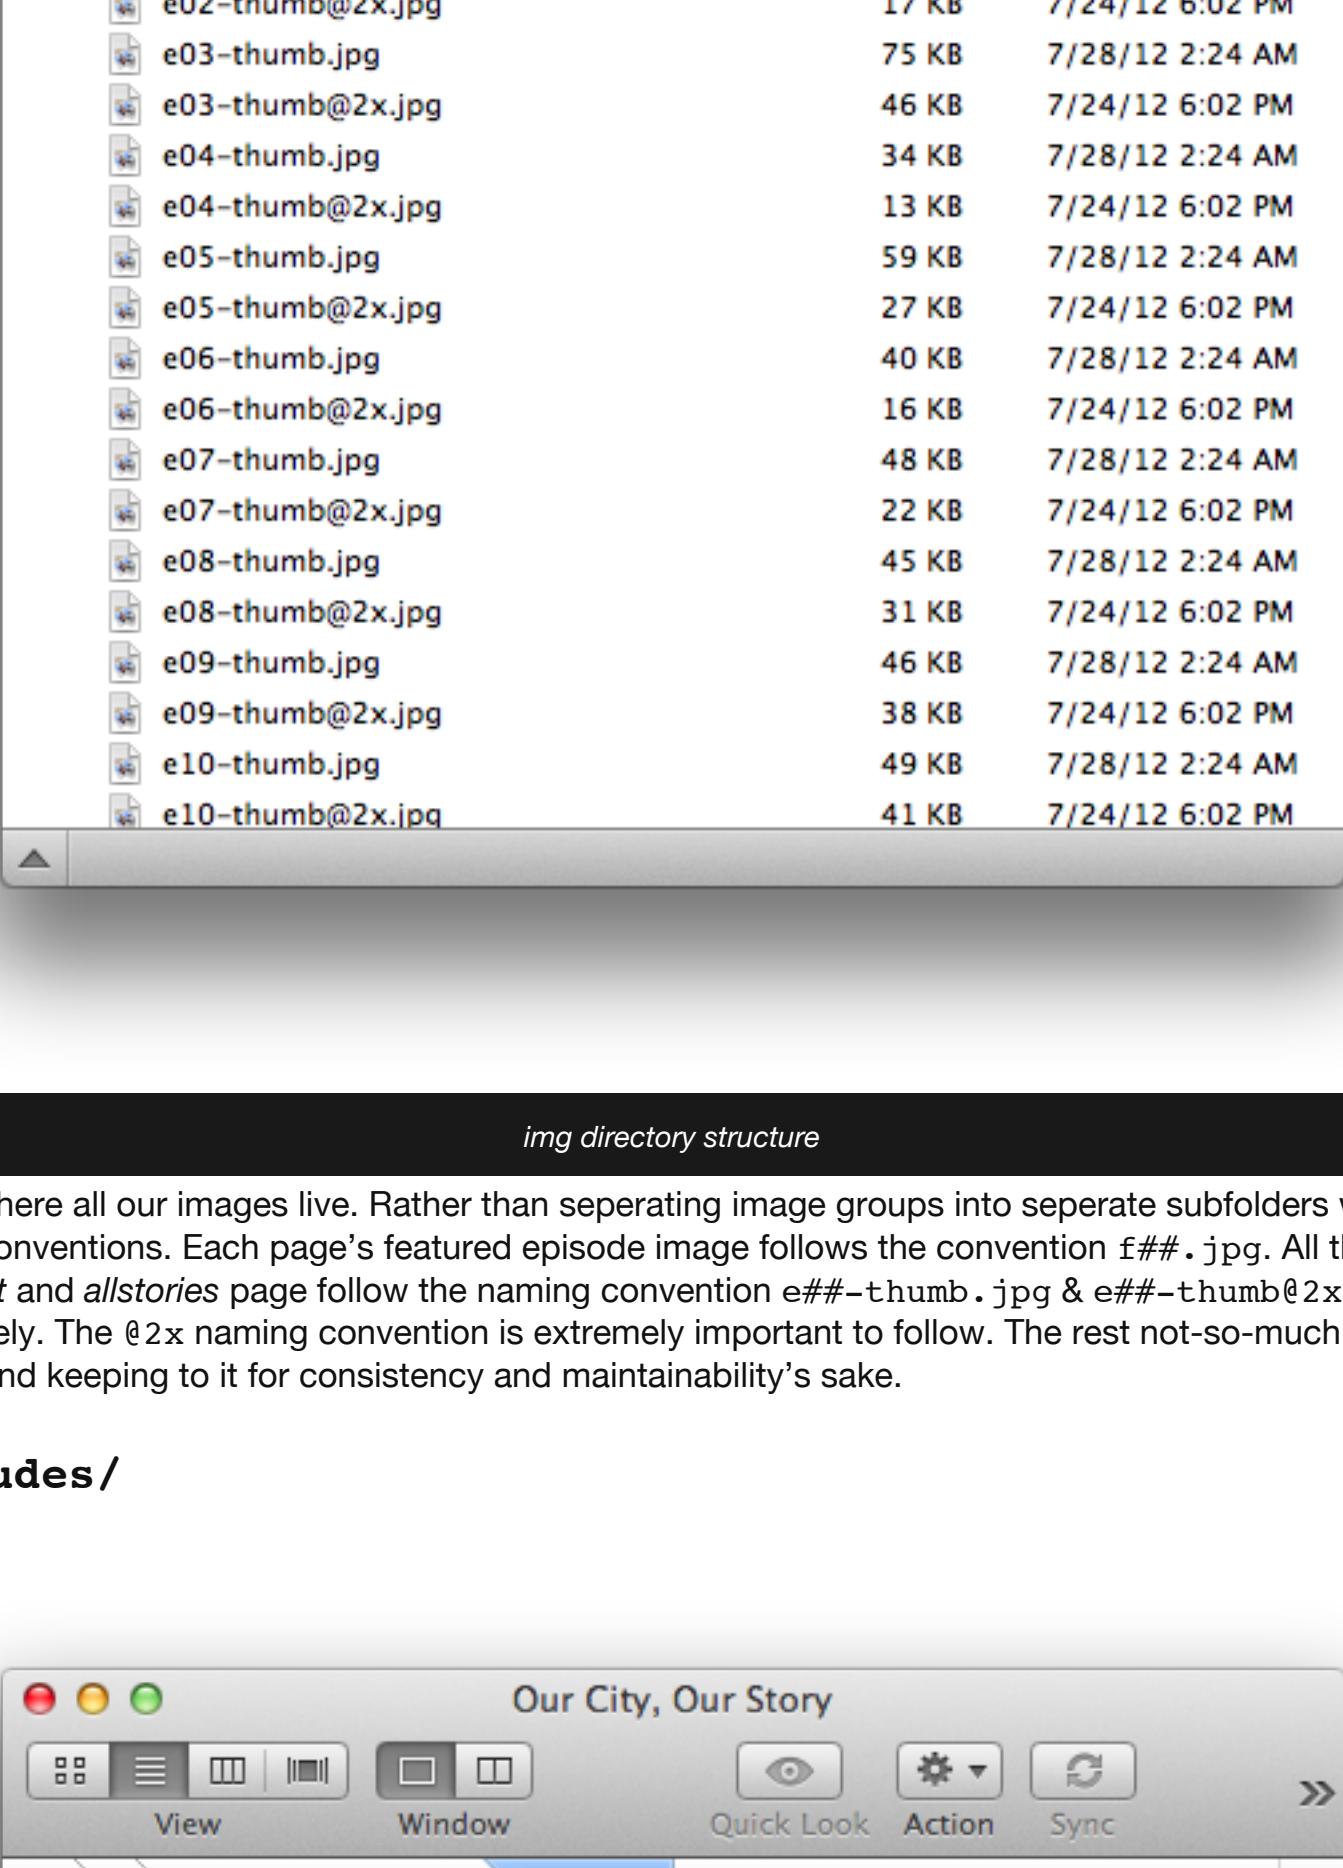 e02-thumb@2x.jpg 17 KB 7/24/12 6:02 PM
e03-thumb.jpg 75 KB 7/28/12 2:24 AM
e03-thumb@2x.jpg 46 KB 7/24/12 6:02 PM
e04-thumb.jpg 34 KB 7/28/12 2:24 AM
e04-thumb@2x.jpg 13 KB 7/24/12 6:02 PM
e05-thumb.jpg 59 KB 7/28/12 2:24 AM
e05-thumb@2x.jpg 27 KB 7/24/12 6:02 PM
e06-thumb.jpg 40 KB 7/28/12 2:24 AM
e06-thumb@2x.jpg 16 KB 7/24/12 6:02 PM
e07-thumb.jpg 48 KB 7/28/12 2:24 AM
e07-thumb@2x.jpg 22 KB 7/24/12 6:02 PM
e08-thumb.jpg 45 KB 7/28/12 2:24 AM
e08-thumb@2x.jpg 31 KB 7/24/12 6:02 PM
e09-thumb.jpg 46 KB 7/28/12 2:24 AM
e09-thumb@2x.jpg 38 KB 7/24/12 6:02 PM
e10-thumb.jpg 49 KB 7/28/12 2:24 AM
e10-thumb@2x.jpg 41 KB 7/24/12 6:02 PM
img directory structure
here all our images live. Rather than seperating image groups into seperate subfolders
onventions. Each page's featured episode image follows the convention f##.jpg. All
t and allstories page follow the naming convention e##-thumb.jpg & e##-thumb@2x
ely. The @2x naming convention is extremely important to follow. The rest not-so-much
nd keeping to it for consistency and maintainability's sake.
udes/
Our City, Our Story
View Window Quick Look Action Sync